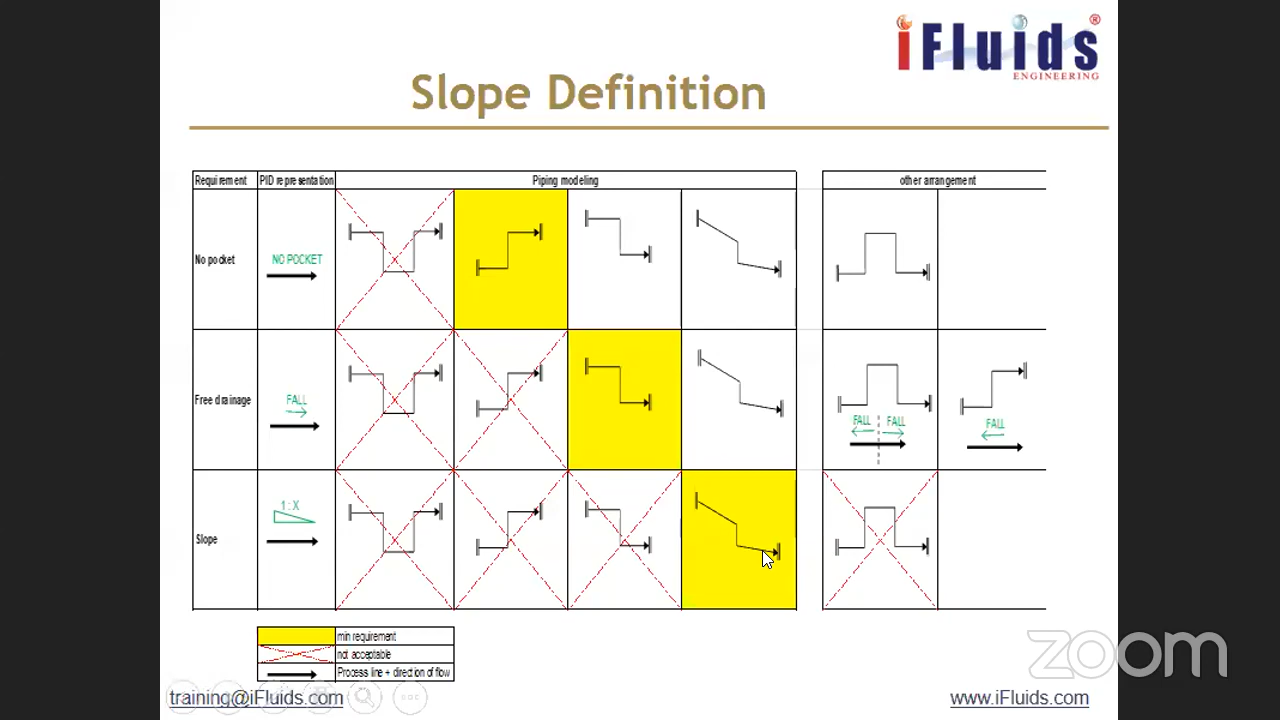 iFluids®
ENGINEERING
Slope Definition
Requirement PID representation Piping modeling other arrangement
No pocket NO POCKET
Free drainage FALL
FALL FALL FALL
Slope 1:X
min requirement
not acceptable
Process line + direction of flow
zoom
training@iFluids.com www.iFluids.com